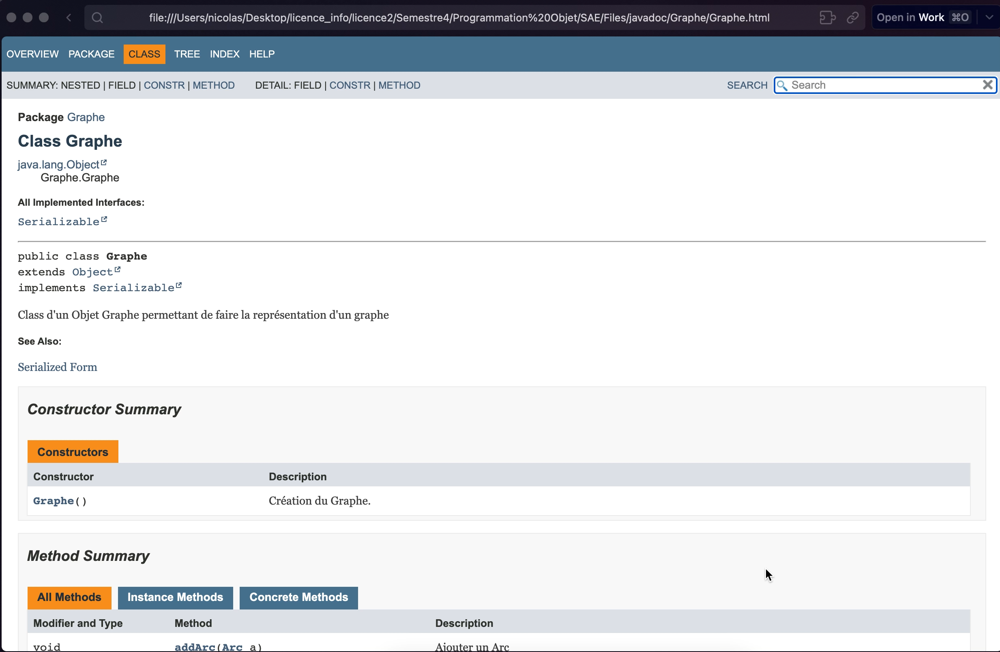 file:///Users/nicolas/Desktop/licence_info/licence2/Semestre4/Programmation%20Objet/SAE/Files/javadoc/Graphe/Graphe.html Open in Work ⌘O
OVERVIEW PACKAGE CLASS TREE INDEX HELP
SUMMARY: NESTED | FIELD | CONSTR | METHOD DETAIL: FIELD | CONSTR | METHOD SEARCH Search
Package Graphe
Class Graphe
java.lang.Object
Graphe.Graphe
All Implemented Interfaces:
Serializable
public class Graphe
extends Object
implements Serializable
Class d'un Objet Graphe permettant de faire la représentation d'un graphe
See Also:
Serialized Form
Constructor Summary
Constructors
Constructor Description
Graphe() Création du Graphe.
Method Summary
All Methods Instance Methods Concrete Methods
Modifier and Type Method Description
void addArc(Arc a) Ajouter un Arc